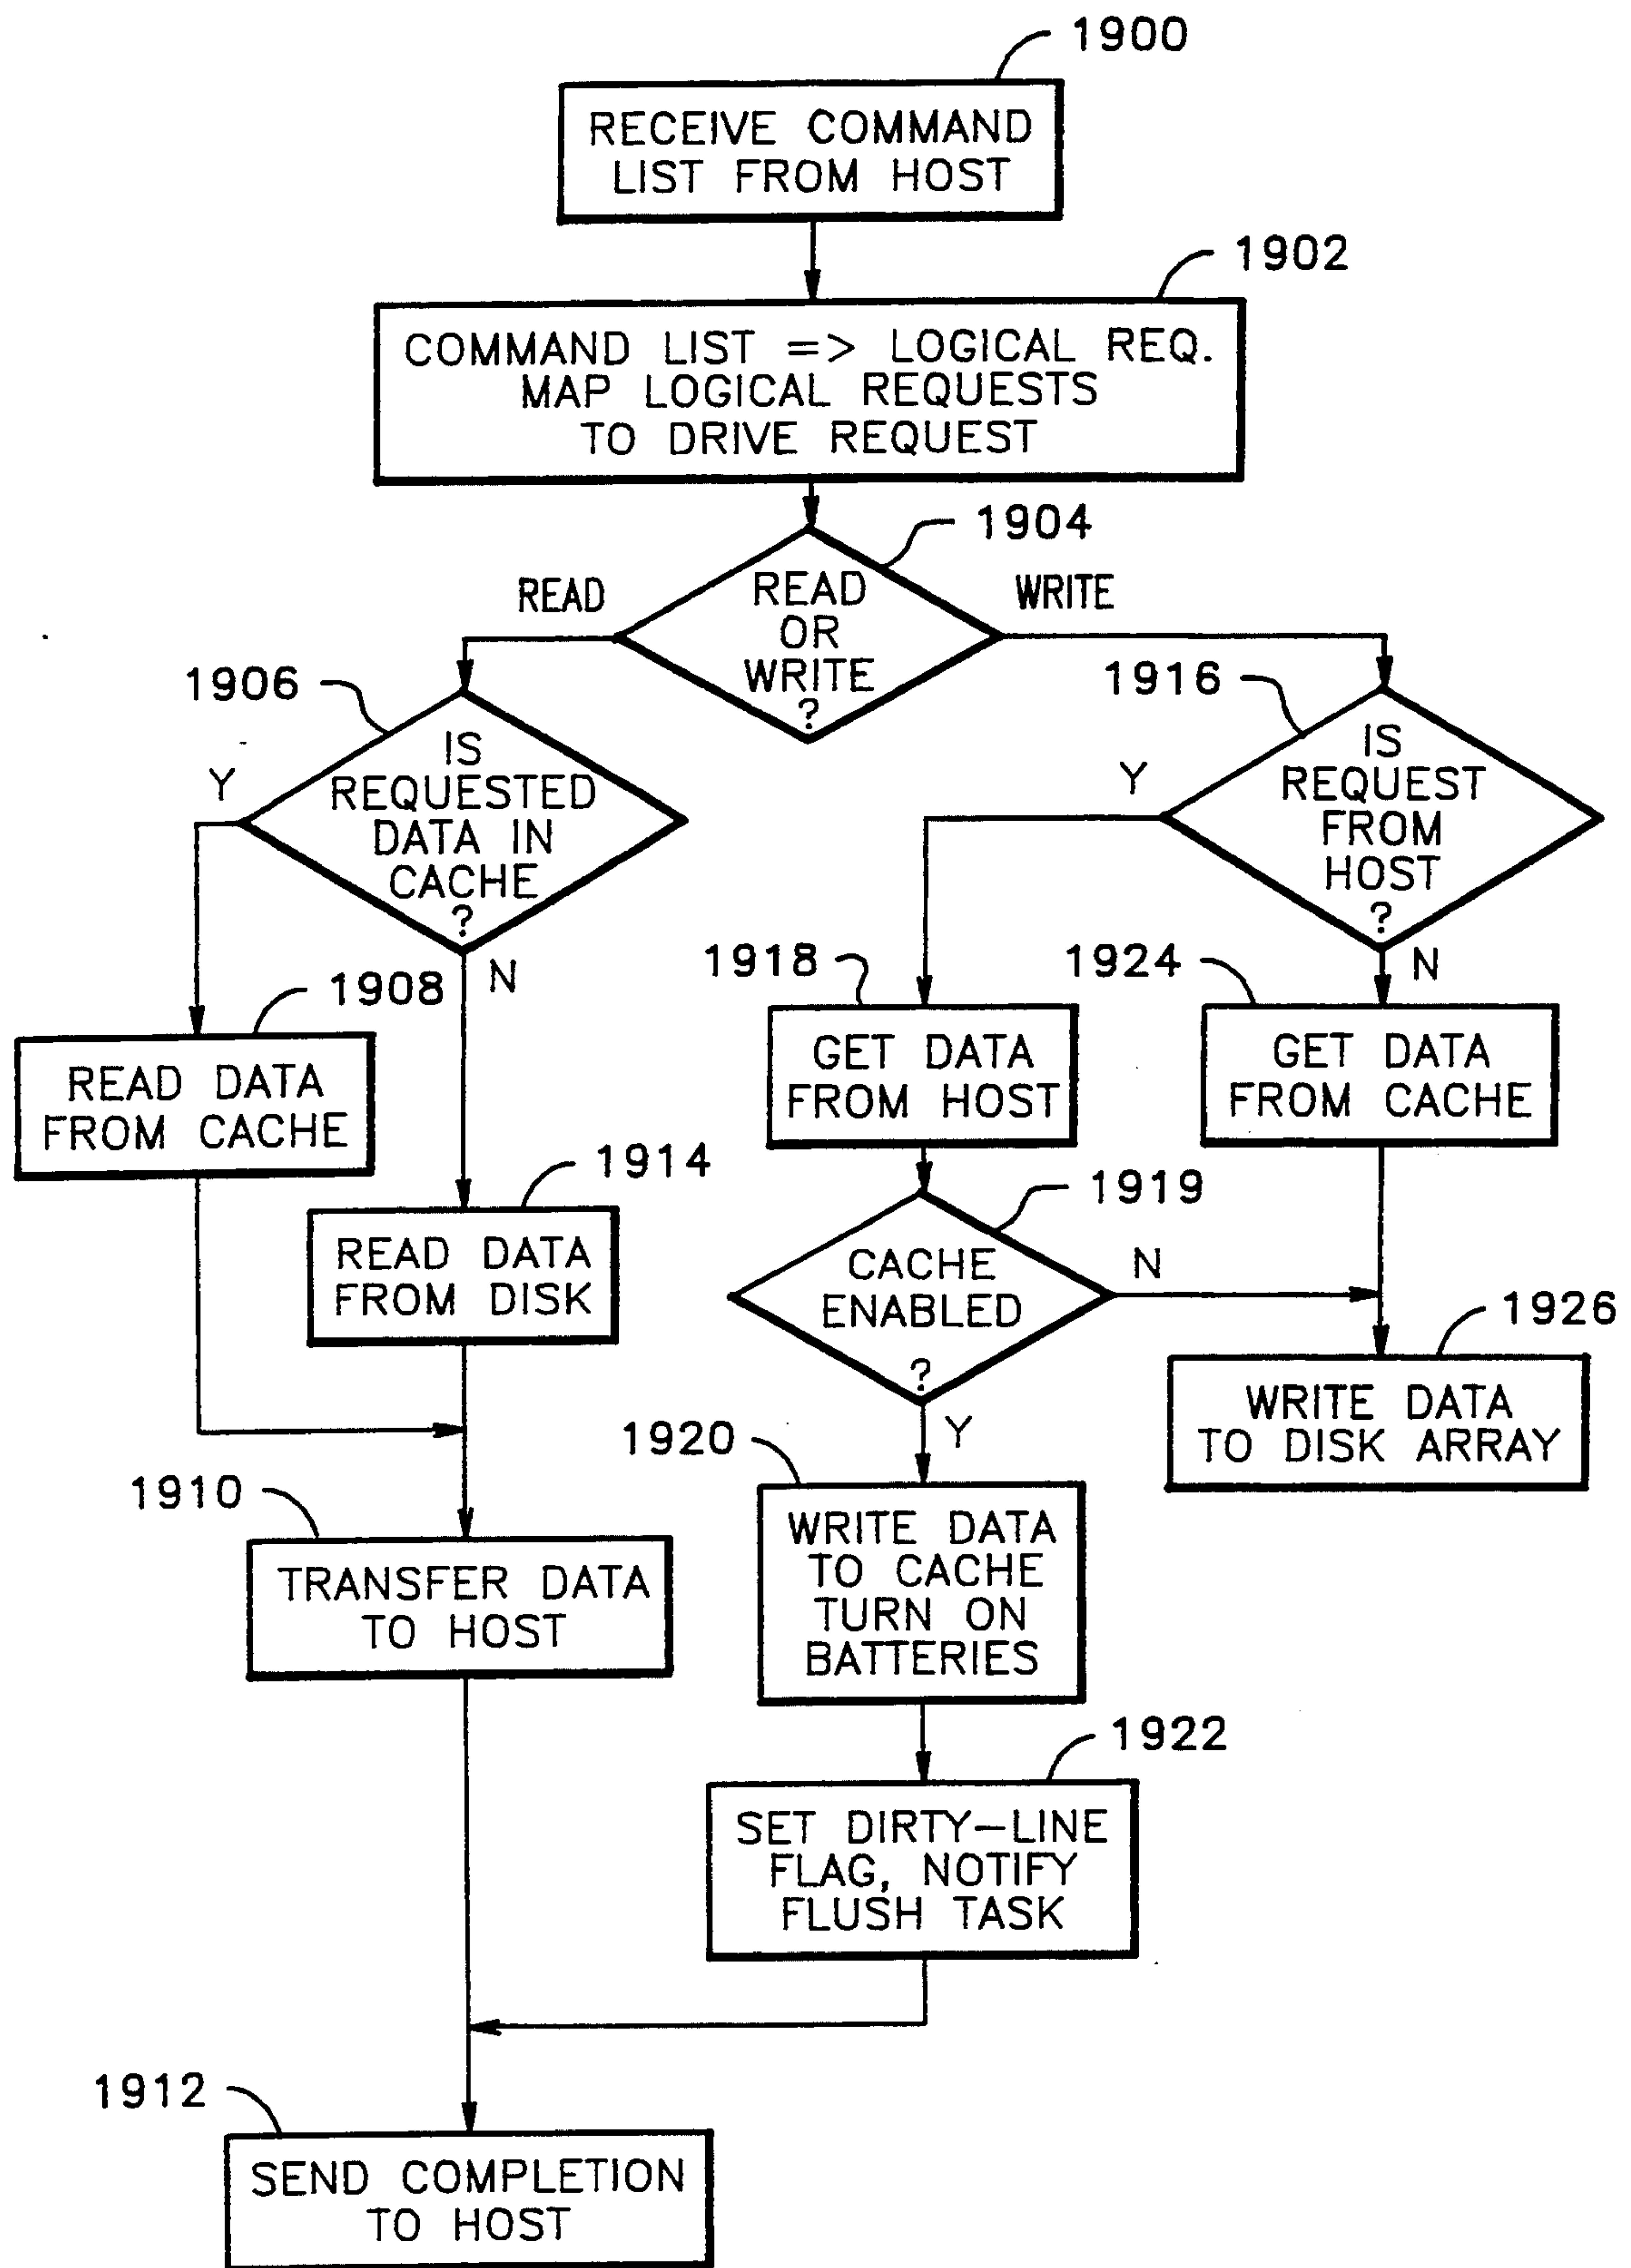 1900
RECEIVE COMMAND
LIST FROM HOST
1902
COMMAND LIST => LOGICAL REQ.
MAP LOGICAL REQUESTS
TO DRIVE REQUEST
1904
READ
OR
WRITE
?
READ
WRITE
1906
IS
REQUESTED
DATA IN
CACHE
?
Y
N
1916
IS
REQUEST
FROM
HOST
?
Y
N
1908
READ DATA
FROM CACHE
1914
READ DATA
FROM DISK
1918
GET DATA
FROM HOST
1924
GET DATA
FROM CACHE
1919
CACHE
ENABLED
?
N
Y
1926
WRITE DATA
TO DISK ARRAY
1910
TRANSFER DATA
TO HOST
1920
WRITE DATA
TO CACHE
TURN ON
BATTERIES
1922
SET DIRTY-LINE
FLAG, NOTIFY
FLUSH TASK
1912
SEND COMPLETION
TO HOST